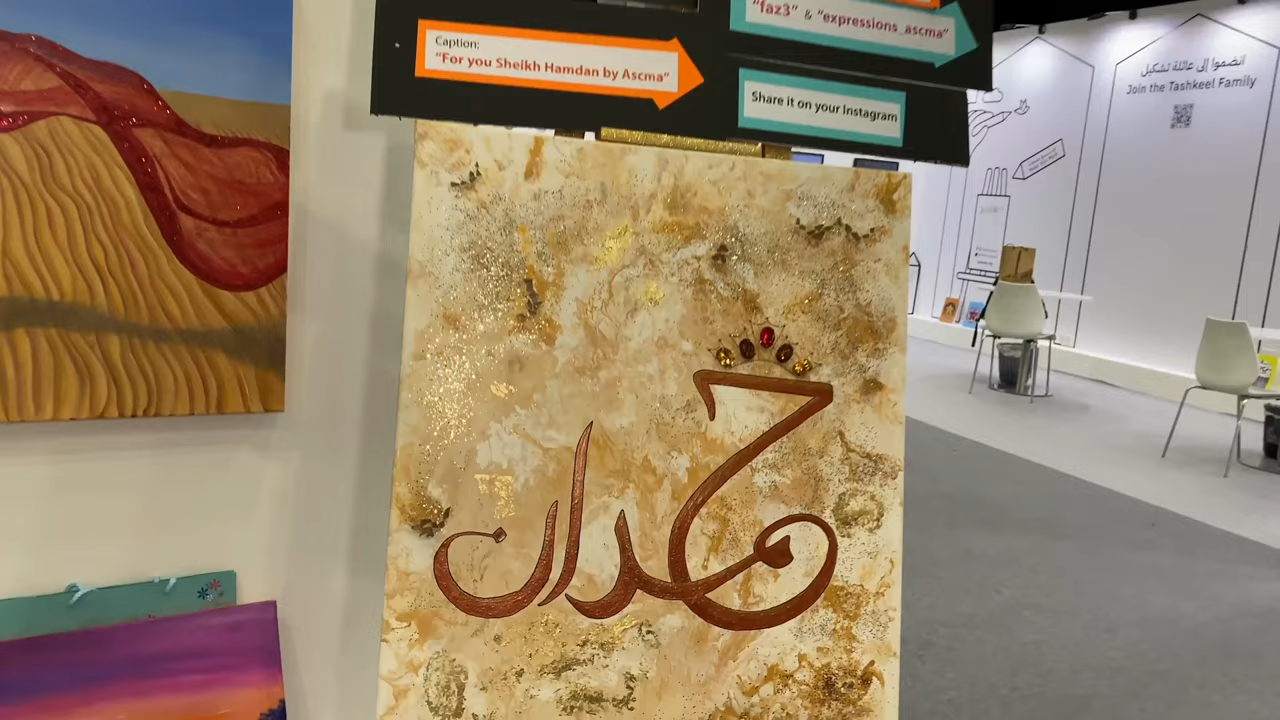 "faz3" & "expressions_ascma"
Caption:
"For you Sheikh Hamdan by Ascma"
Share it on your Instagram
حمدان
انضموا إلى عائلة تشكيل
Join the Tashkeel Family